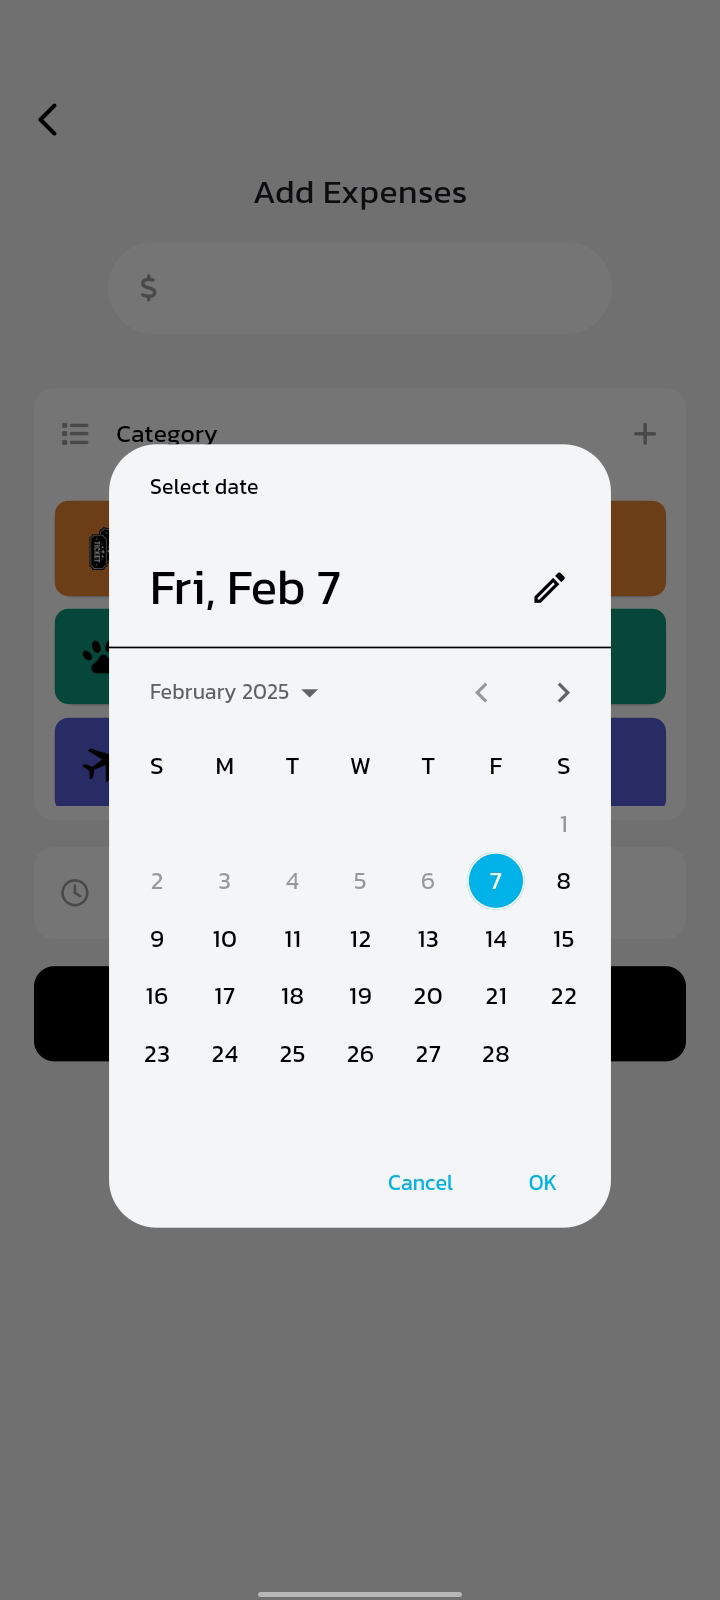 Add Expenses
$
Category
Select date
Fri, Feb 7
February 2025
S M T W T F S
1
2 3 4 5 6 7 8
9 10 11 12 13 14 15
16 17 18 19 20 21 22
23 24 25 26 27 28
Cancel OK